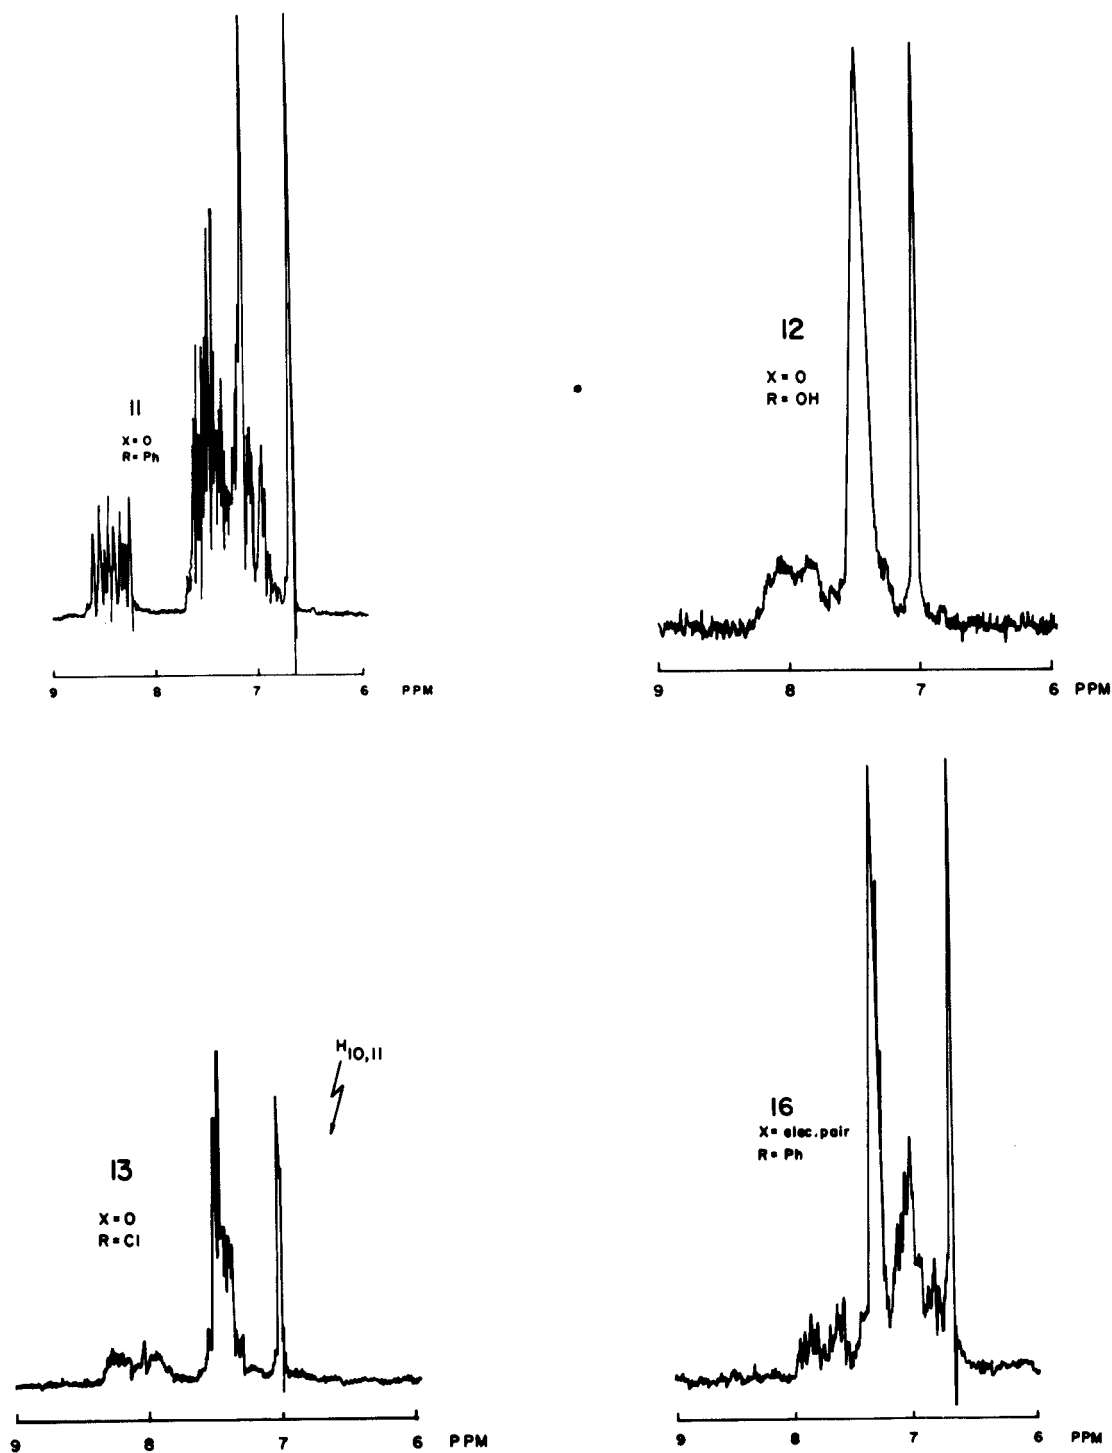 11
X=O
R=Ph
9 8 7 6 PPM
12
X=O
R=OH
9 8 7 6 PPM
H10,11
13
X=O
R=Cl
9 8 7 6 PPM
16
X= elec.pair
R=Ph
9 8 7 6 PPM